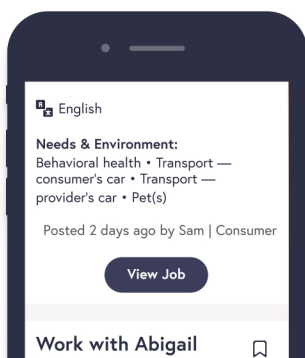 English
Needs & Environment:
Behavioral health • Transport —
consumer's car • Transport —
provider's car • Pet(s)
Posted 2 days ago by Sam | Consumer
View Job
Work with Abigail